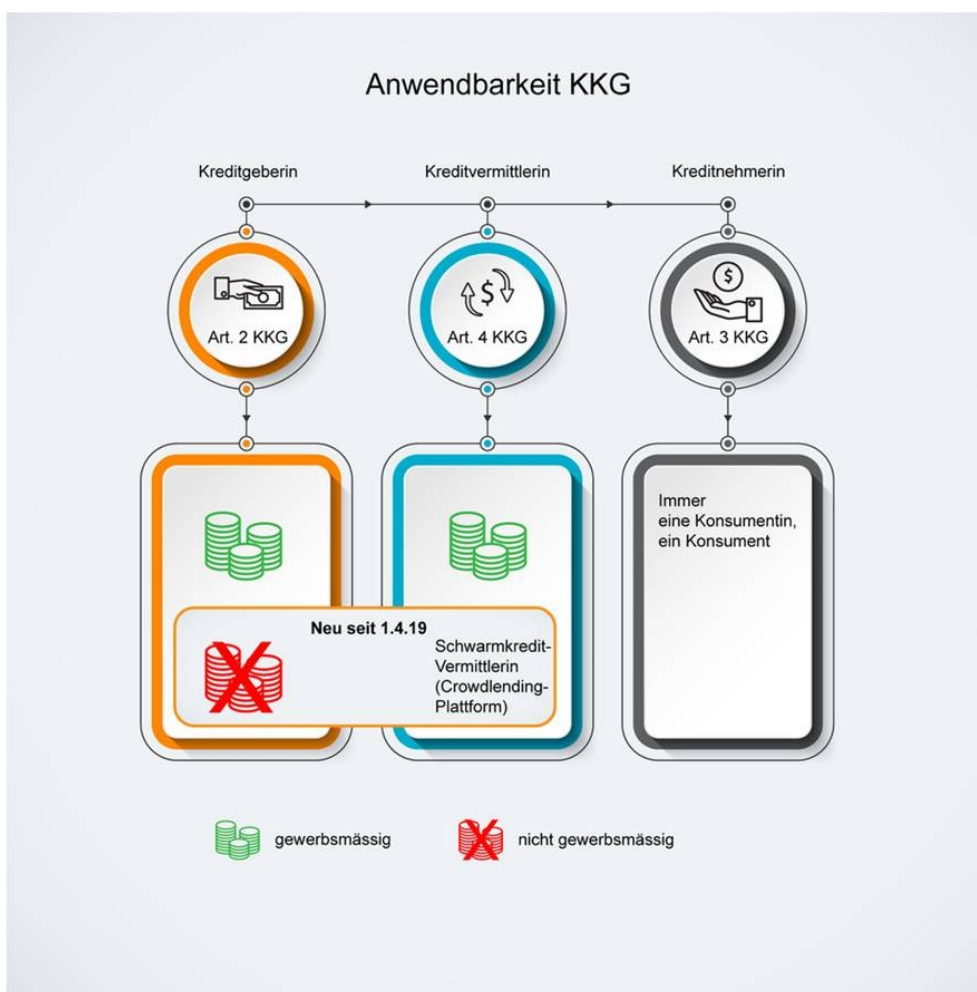 Anwendbarkeit KKG
Kreditgeberin
Kreditvermittlerin
Kreditnehmerin
Art. 2 KKG
Art. 4 KKG
Art. 3 KKG
Immer
eine Konsumentin,
ein Konsument
Neu seit 1.4.19
Schwarmkredit-
Vermittlerin
(Crowdlending-
Plattform)
gewerbsmässig
nicht gewerbsmässig